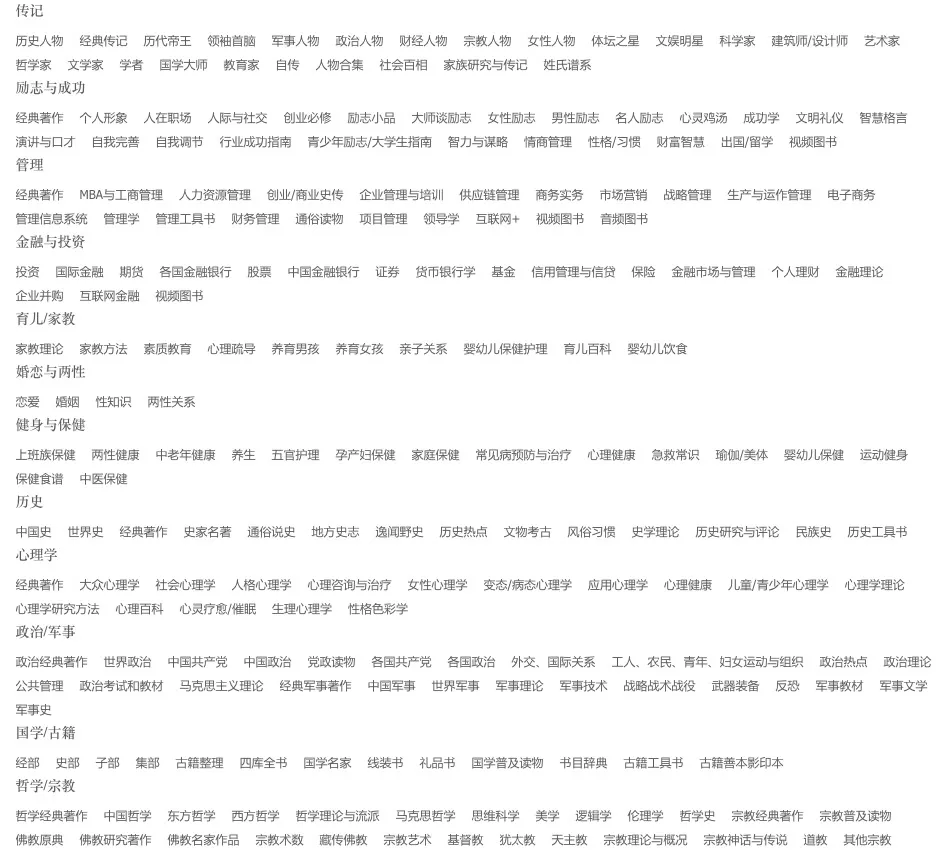 传记
历史人物 经典传记 历代帝王 领袖首脑 军事人物 政治人物 财经人物 宗教人物 女性人物 体坛之星 文娱明星 科学家 建筑师/设计师 艺术家
哲学家 文学家 学者 国学大师 教育家 自传 人物合集 社会百相 家族研究与传记 姓氏谱系
励志与成功
经典著作 个人形象 人在职场 人际与社交 创业必修 励志小品 大师谈励志 女性励志 男性励志 名人励志 心灵鸡汤 成功学 文明礼仪 智慧格言
演讲与口才 自我完善 自我调节 行业成功指南 青少年励志/大学生指南 智力与谋略 情商管理 性格/习惯 财富智慧 出国/留学 视频图书
管理
经典著作 MBA与工商管理 人力资源管理 创业/商业史传 企业管理与培训 供应链管理 商务实务 市场营销 战略管理 生产与运作管理 电子商务
管理信息系统 管理学 管理工具书 财务管理 通俗读物 项目管理 领导学 互联网+ 视频图书 音频图书
金融与投资
投资 国际金融 期货 各国金融银行 股票 中国金融银行 证券 货币银行学 基金 信用管理与信贷 保险 金融市场与管理 个人理财 金融理论
企业并购 互联网金融 视频图书
育儿/家教
家教理论 家教方法 素质教育 心理疏导 养育男孩 养育女孩 亲子关系 婴幼儿保健护理 育儿百科 婴幼儿饮食
婚恋与两性
恋爱 婚姻 性知识 两性关系
健身与保健
上班族保健 两性健康 中老年健康 养生 五官护理 孕产妇保健 家庭保健 常见病预防与治疗 心理健康 急救常识 瑜伽/美体 婴幼儿保健 运动健身
保健食谱 中医保健
历史
中国史 世界史 经典著作 史家名著 通俗说史 地方史志 逸闻野史 历史热点 文物考古 风俗习惯 史学理论 历史研究与评论 民族史 历史工具书
心理学
经典著作 大众心理学 社会心理学 人格心理学 心理咨询与治疗 女性心理学 变态/病态心理学 应用心理学 心理健康 儿童/青少年心理学 心理学理论
心理学研究方法 心理百科 心灵疗愈/催眠 生理心理学 性格色彩学
政治/军事
政治经典著作 世界政治 中国共产党 中国政治 党政读物 各国共产党 各国政治 外交、国际关系 工人、农民、青年、妇女运动与组织 政治热点 政治理论
公共管理 政治考试和教材 马克思主义理论 经典军事著作 中国军事 世界军事 军事理论 军事技术 战略战术战役 武器装备 反恐 军事教材 军事文学
军事史
国学/古籍
经部 史部 子部 集部 古籍整理 四库全书 国学名家 线装书 礼品书 国学普及读物 书目辞典 古籍工具书 古籍善本影印本
哲学/宗教
哲学经典著作 中国哲学 东方哲学 西方哲学 哲学理论与流派 马克思哲学 思维科学 美学 逻辑学 伦理学 哲学史 宗教经典著作 宗教普及读物
佛教原典 佛教研究著作 佛教名家作品 宗教术数 藏传佛教 宗教艺术 基督教 犹太教 天主教 宗教理论与概况 宗教神话与传说 道教 其他宗教